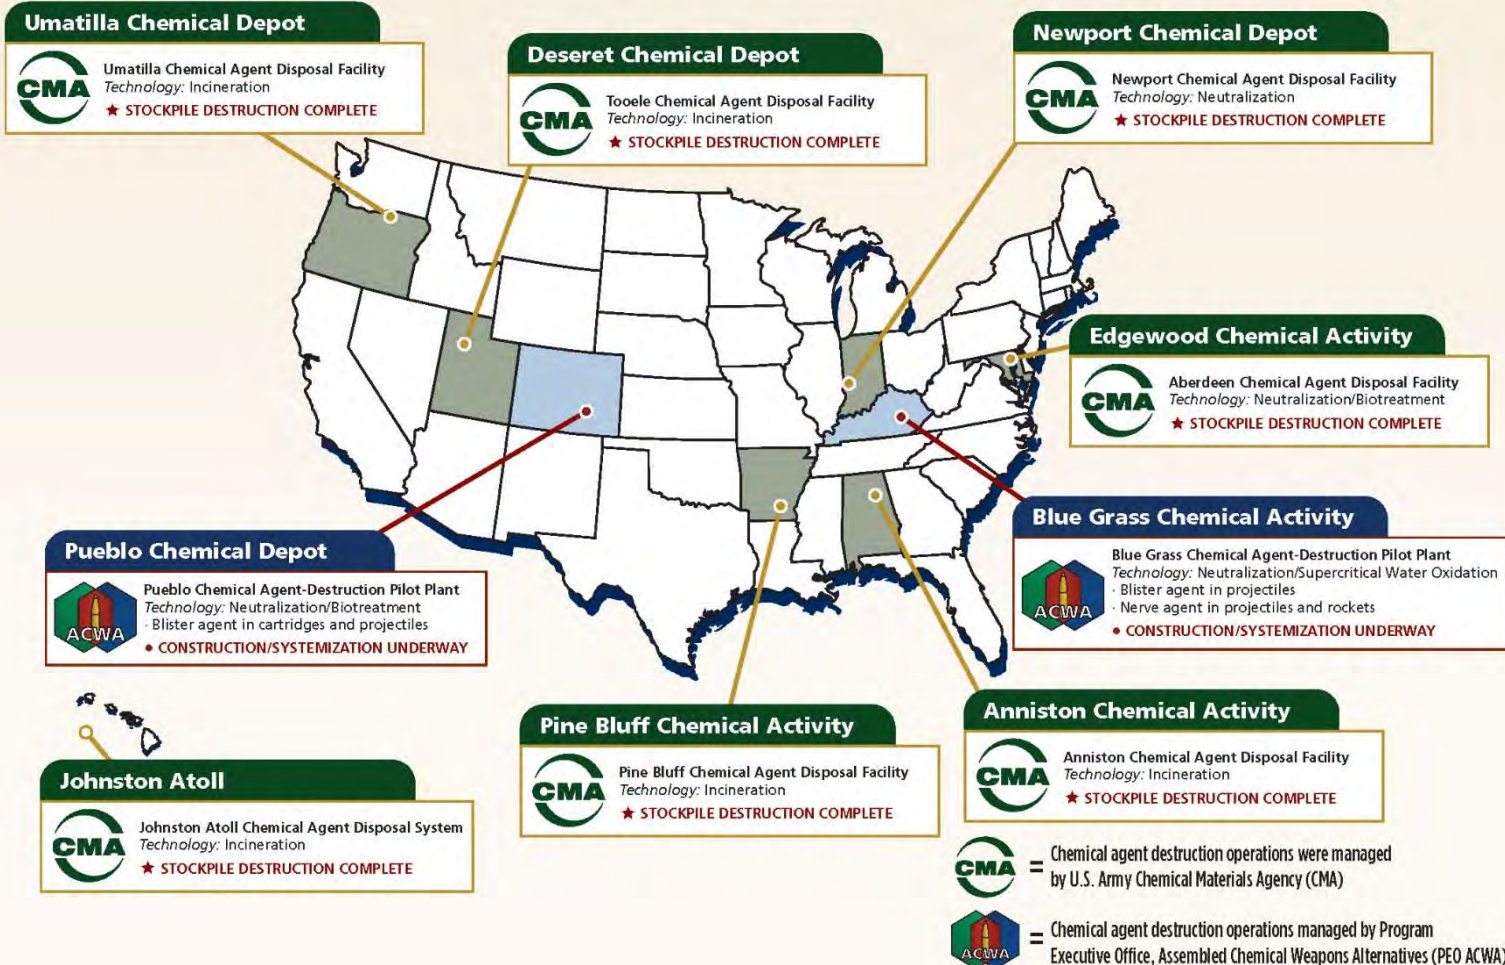 Umatilla Chemical Depot
CMA
Umatilla Chemical Agent Disposal Facility
Technology: Incineration
★ STOCKPILE DESTRUCTION COMPLETE
Deseret Chemical Depot
CMA
Tooele Chemical Agent Disposal Facility
Technology: Incineration
★ STOCKPILE DESTRUCTION COMPLETE
Newport Chemical Depot
CMA
Newport Chemical Agent Disposal Facility
Technology: Neutralization
★ STOCKPILE DESTRUCTION COMPLETE
Edgewood Chemical Activity
CMA
Aberdeen Chemical Agent Disposal Facility
Technology: Neutralization/Biotreatment
★ STOCKPILE DESTRUCTION COMPLETE
Pueblo Chemical Depot
ACWA
Pueblo Chemical Agent-Destruction Pilot Plant
Technology: Neutralization/Biotreatment
· Blister agent in cartridges and projectiles
• CONSTRUCTION/SYSTEMIZATION UNDERWAY
Blue Grass Chemical Activity
ACWA
Blue Grass Chemical Agent-Destruction Pilot Plant
Technology: Neutralization/Supercritical Water Oxidation
· Blister agent in projectiles
· Nerve agent in projectiles and rockets
• CONSTRUCTION/SYSTEMIZATION UNDERWAY
Johnston Atoll
CMA
Johnston Atoll Chemical Agent Disposal System
Technology: Incineration
★ STOCKPILE DESTRUCTION COMPLETE
Pine Bluff Chemical Activity
CMA
Pine Bluff Chemical Agent Disposal Facility
Technology: Incineration
★ STOCKPILE DESTRUCTION COMPLETE
Anniston Chemical Activity
CMA
Anniston Chemical Agent Disposal Facility
Technology: Incineration
★ STOCKPILE DESTRUCTION COMPLETE
CMA = Chemical agent destruction operations were managed
by U.S. Army Chemical Materials Agency (CMA)
ACWA = Chemical agent destruction operations managed by Program
Executive Office, Assembled Chemical Weapons Alternatives (PEO ACWA)